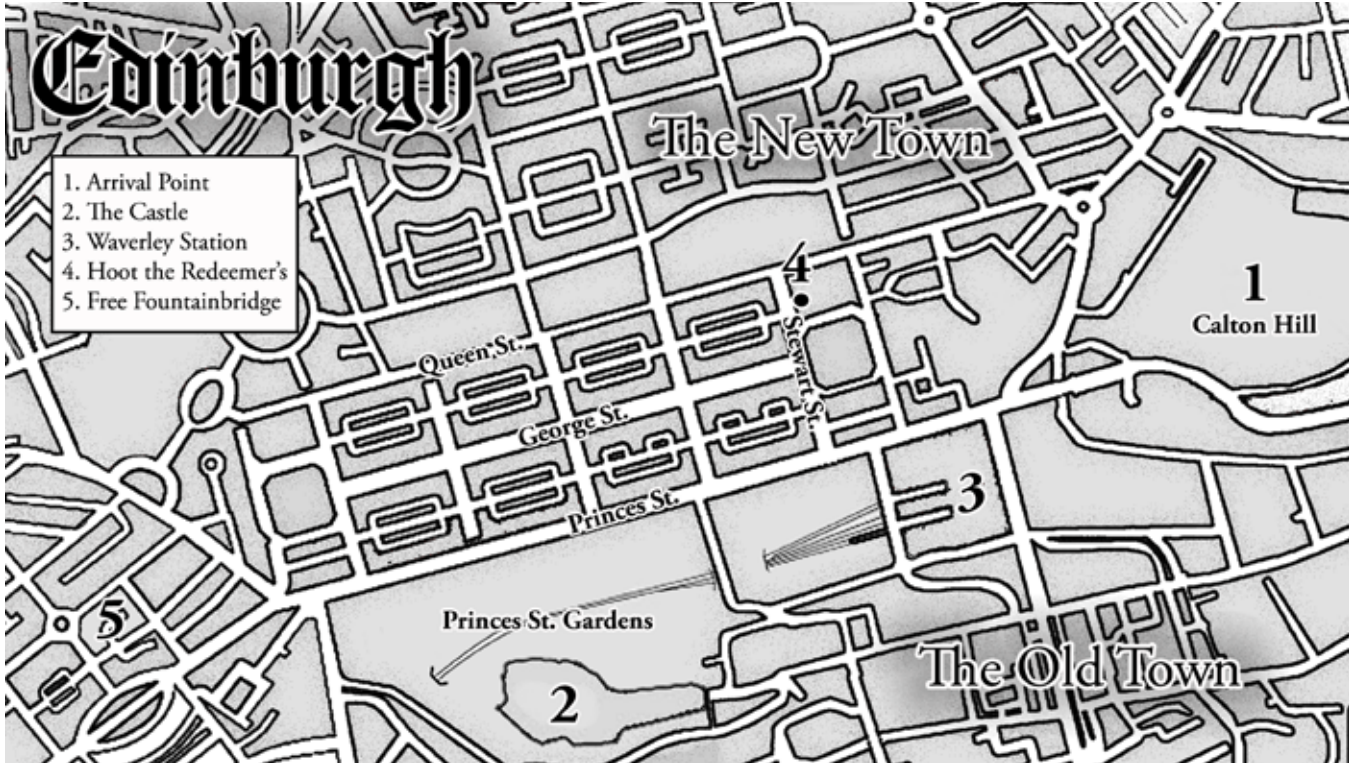 Edinburgh
The New Town
1. Arrival Point
2. The Castle
3. Waverley Station
4. Hoot the Redeemer's
5. Free Fountainbridge
4
1
Calton Hill
Stewart St.
Queen St.
George St.
Princes St.
3
5
Princes St. Gardens
The Old Town
2